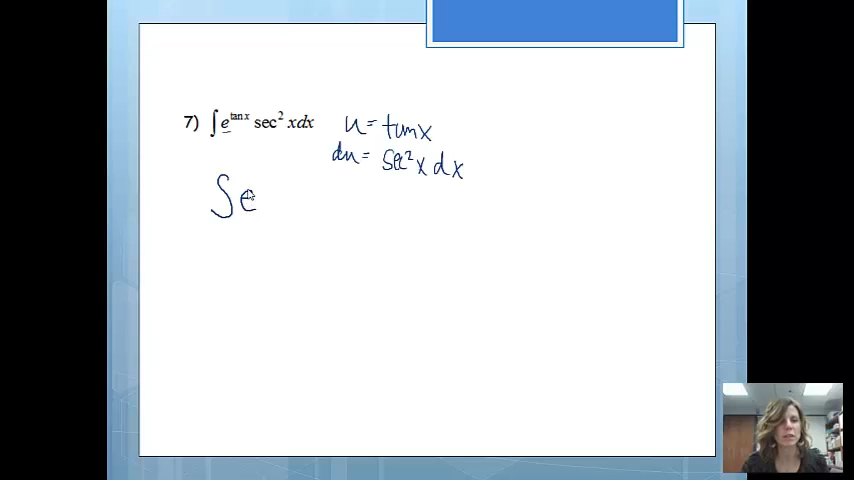 7) ∫ e^{tan x} sec² x dx
u = tan x
du = sec² x dx
∫ e